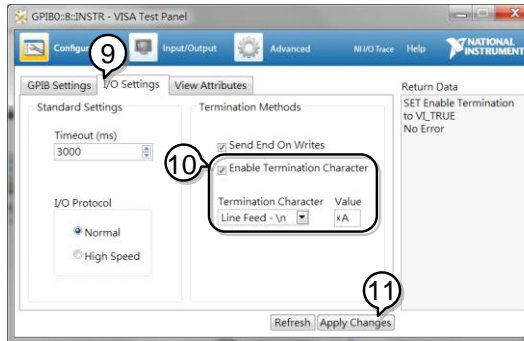 GPIB0::8::INSTR - VISA Test Panel
Input/Output
Advanced
NI I/O Trace
Help
NATIONAL
INSTRUMENT
9
GPIB Settings
I/O Settings
View Attributes
Return Data
Standard Settings
Termination Methods
SET Enable Termination
to VI_TRUE
No Error
Timeout (ms)
3000
Send End On Writes
10
Enable Termination
Character
I/O Protocol
Termination Character
Value
Line Feed - \n
xA
Normal
High Speed
11
Refresh
Apply Changes